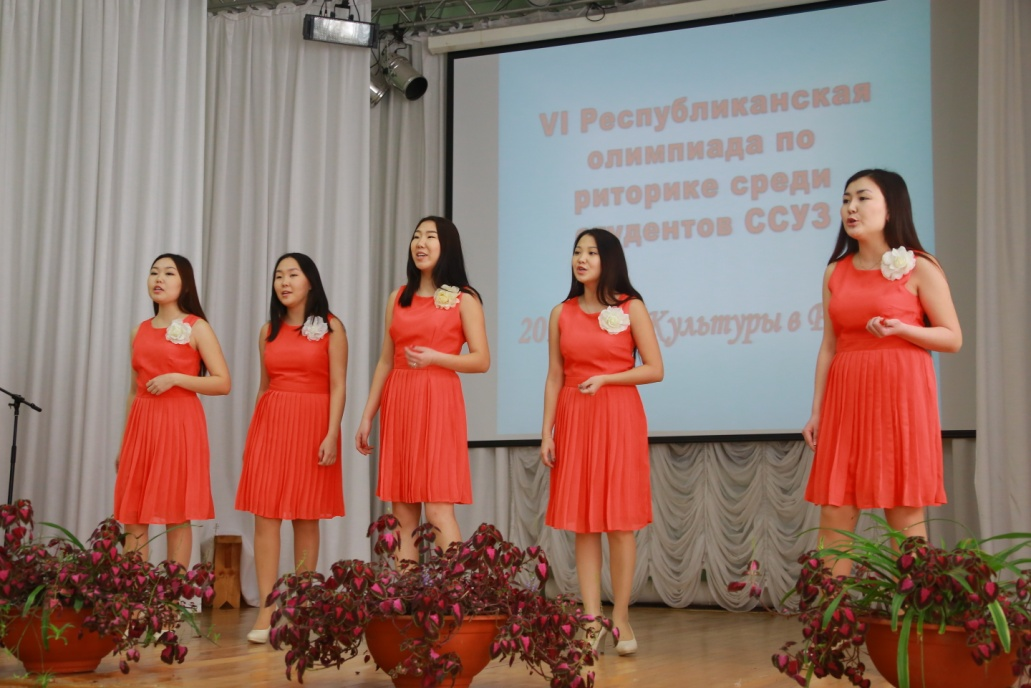 VI Республиканская
олимпиада по
риторике среди
ССУЗ
Культуры в